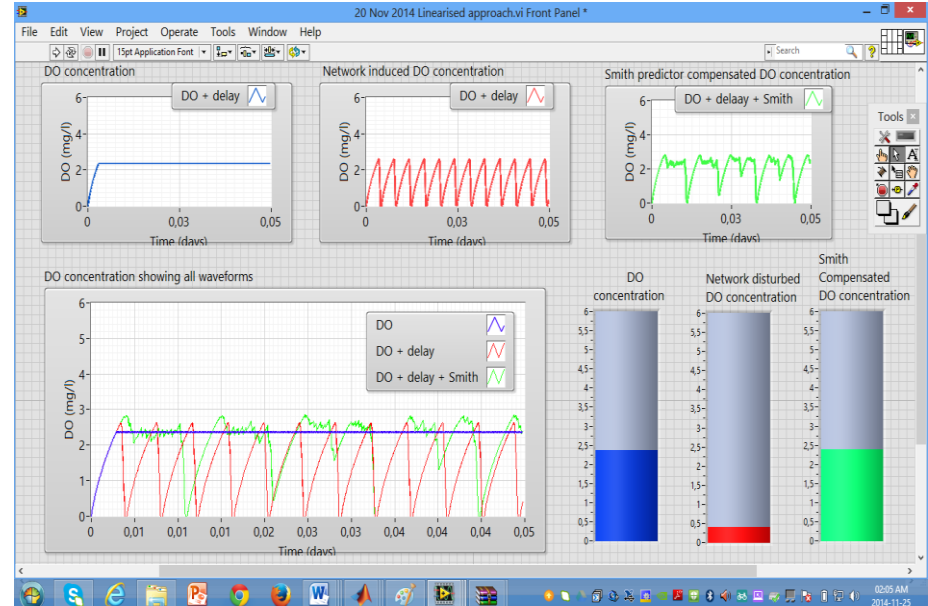 20 Nov 2014 Linearised approach.vi Front Panel *
File Edit View Project Operate Tools Window Help
15pt Application Font
Search
DO concentration
DO + delay
DO (mg/l)
6
4
2
0
0 0,03 0,05
Time (days)
Network induced DO concentration
DO + delay
DO (mg/l)
6
4
2
0
0 0,03 0,05
Time (days)
Smith predictor compensated DO concentration
DO + delaay + Smith
DO (mg/l)
6
4
2
0
0 0,03 0,05
Time (days)
Tools
DO concentration showing all waveforms
DO
DO + delay
DO + delay + Smith
DO (mg/l)
6
5
4
3
2
1
0
0 0,01 0,01 0,01 0,02 0,03 0,03 0,04 0,04 0,04 0,05
Time (days)
DO
concentration
6
5,5
5
4,5
4
3,5
3
2,5
2
1,5
1
0,5
0
Network disturbed
DO concentration
6
5,5
5
4,5
4
3,5
3
2,5
2
1,5
1
0,5
0
Smith
Compensated
DO concentration
6
5,5
5
4,5
4
3,5
3
2,5
2
1,5
1
0,5
0
02:05 AM
2014-11-25